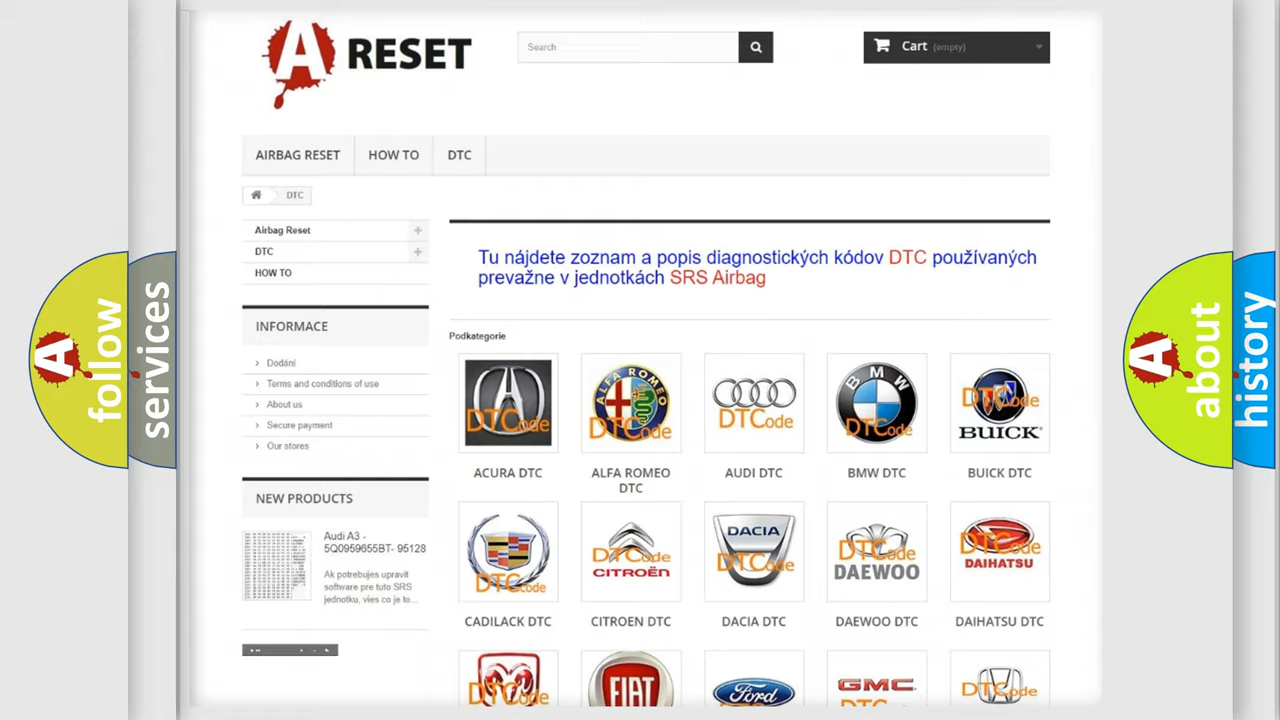 A RESET
Search
Cart (empty)
AIRBAG RESET
HOW TO
DTC
DTC
Airbag Reset
DTC
HOW TO
Tu nájdete zoznam a popis diagnostických kódov DTC používaných
prevažne v jednotkách SRS Airbag
INFORMACE
Dodání
Terms and conditions of use
About us
Secure payment
Our stores
Podkategorie
DTCode
ALFA ROMEO
DTCode
DTCode
BMW
DTCode
DTCode
BUICK
ACURA DTC
ALFA ROMEO
DTC
AUDI DTC
BMW DTC
BUICK DTC
NEW PRODUCTS
Audi A3 -
5Q0959655BT- 95128
Ak potrebujes upravit
software pre tuto SRS
jednotku, vies co je to...
DTCode
DTCode
CITROËN
DACIA
DTCode
DTCode
DAEWOO
DTCode
DAIHATSU
CADILACK DTC
CITROEN DTC
DACIA DTC
DAEWOO DTC
DAIHATSU DTC
DTCode
FIAT
Ford
GMC
DTCode
A follow
services
A about
history